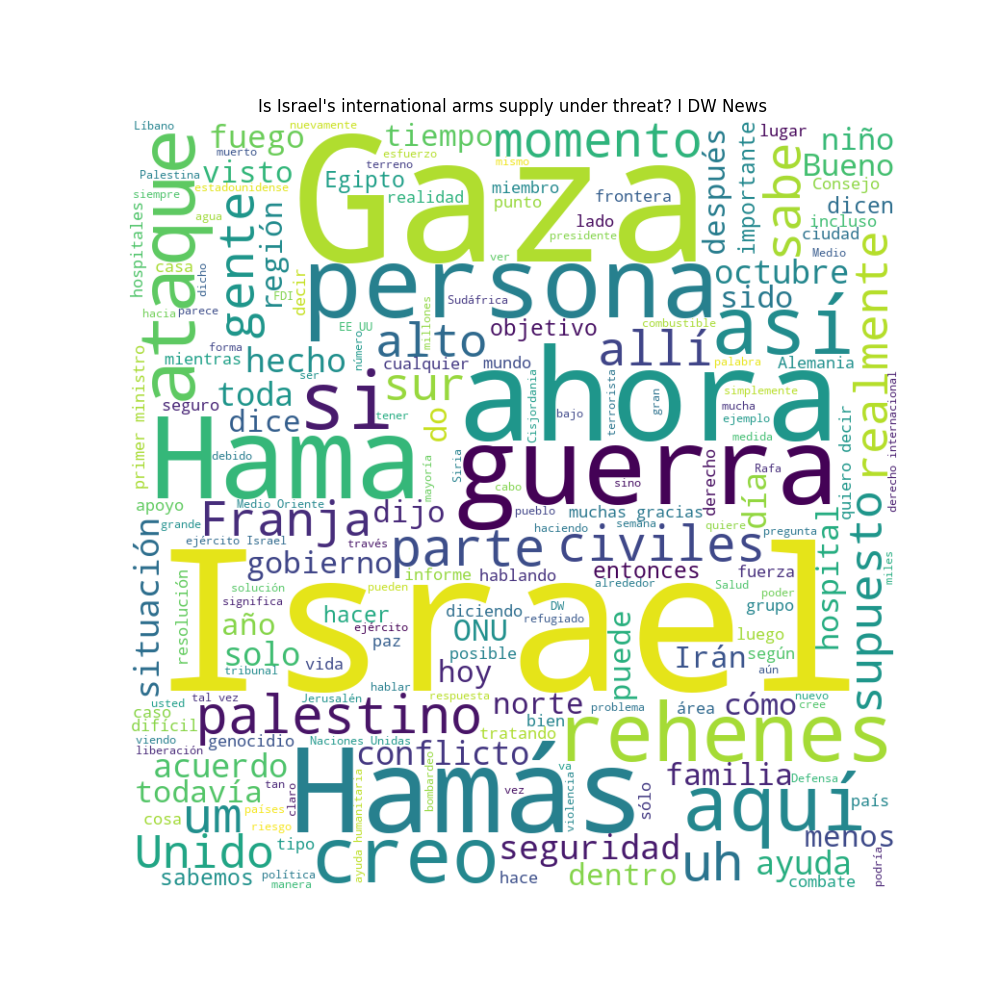 Is Israel's international arms supply under threat? I DW News
Líbano
nuevamente
fuego
tiempo
momento
lugar
niño
muerto
esfuerzo
Palestina
visto
terreno
mismo
Bueno
siempre
estadounidense
Egipto
miembro
Consejo
realidad
punto
frontera
dicen
agua
Gaza
lado
incluso
presidente
ciudad
ataque
gente
región
hospitales
después
importante
sabe
ver
Medio
casa
dicho
decir
persona
octubre
hacia
FDI
Sudáfrica
sido
parece
EE UU
millones
objetivo
combustible
así
realmente
forma
número
alto
allí
mientras
hecho
cualquier
mundo
palabra
Alemania
primer ministro
ser
sur
toda
si
Cisjordania
terrorista
gran
simplemente
seguro
tener
ahora
bajo
mucha
dice
do
ejemplo
derecho internacional
Hama
debido
mayoría
Siria
guerra
medida
derecho
Rafa
quiero decir
cabo
sino
día
apoyo
Medio Oriente
Franja
dijo
pueblo
muchas gracias
grande
haciendo
semana
quiere
pregunta
situación
ejército Israel
través
parte
civiles
hospital
supuesto
gobierno
informe
hablando
entonces
fuerza
miles
resolución
solución
pueden
alrededor
Salud
poder
significa
Israel
hacer
diciendo
DW
grupo
año
ejército
refugiado
ONU
luego
solo
paz
posible
puede
Irán
según
tribunal
vida
hoy
aún
hablar
tal vez
Jerusalén
respuesta
norte
problema
área
cómo
nuevo
usted
cree
caso
palestino
bien
rehenes
difícil
tratando
viendo
genocidio
Naciones Unidas
conflicto
liberación
acuerdo
Hamás
va
familia
Defensa
todavía
tan
claro
ayuda humanitaria
bombardeo
vez
violencia
sólo
aquí
país
cosa
um
países
riesgo
menos
Unido
tipo
creo
seguridad
uh
ayuda
podría
sabemos
política
manera
hace
dentro
combate